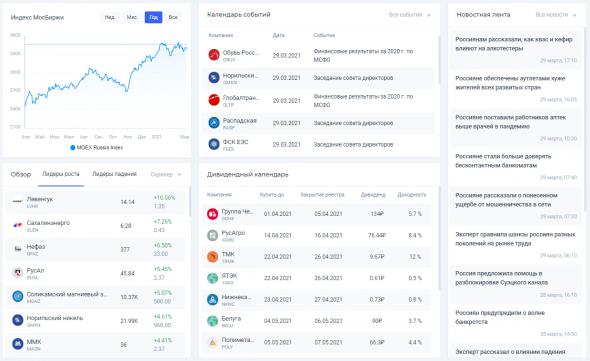 Индекс МосБиржи
Нед.
Мес.
Год
Все
3900
3600
3300
3000
2700
2400
2100
Апр
Май
Июн
Июл
Авг
Сен
Окт
Ноя
Дек
2021
Мар
MOEX Russia Index
Календарь событий
Все события →
Компания
Дата
Событие
Обувь Росс...
OBUV
29.03.2021
Финансовые результаты за 2020 г. по
МСФО
Норильски...
GMKN
29.03.2021
Заседание совета директоров
Глобалтран...
GLTR
29.03.2021
Финансовые результаты за 2020 г. по
МСФО
Распадская
RASP
29.03.2021
Заседание совета директоров
ФСК ЕЭС
FEES
29.03.2021
Заседание совета директоров
Новостная лента
Все новости →
Россиянам рассказали, как квас и кефир
влияют на алкотестеры
29 марта, 17:10
Россияне обеспечены аутлетами хуже
жителей всех развитых стран
29 марта, 16:05
Россияне поставили работников аптек
выше врачей в пандемию
29 марта, 10:30
Россияне стали больше доверять
бесконтактным банкоматам
29 марта, 07:40
Россияне рассказали о понесенном
ущербе от мошенничества в сети
29 марта, 07:30
Эксперт сравнила шансы россиян разных
поколений на рынке труда
29 марта, 06:10
Россия предложила помощь в
разблокировке Суэцкого канала
28 марта, 16:10
Россиян предупредили о волне
банкротств
28 марта, 14:50
Эксперт рассказал о влиянии падения
Обзор
Лидеры роста
Лидеры падения
Скринер →
Левенгук
LVHK
14.14
+10.56%
1.35
Сахалинэнерго
SLEN
6.28
+7.26%
0.43
Нефаз
NFAZ
377
+6.50%
23.00
РусАл
RUAL
45.84
+5.45%
2.37
Соликамский магниевый з...
MGNZ
10.37K
+5.07%
500.00
Норильский никель
GMKN
21.99K
+4.61%
968.00
ММК
MAGN
56
+4.41%
2.37
Дивидендный календарь
Компания
Купить до
Закрытие реестра
Дивиденд
Доходность
Группа Че...
GCHE
01.04.2021
05.04.2021
134₽
5.7 %
РусАгро
AGRO
14.04.2021
16.04.2021
76.44₽
8.4 %
ТМК
TRMK
22.04.2021
26.04.2021
9.67₽
12 %
ЯТЭК
YAKG
22.04.2021
26.04.2021
0.61₽
0.5 %
Нижнека...
NKNC
23.04.2021
27.04.2021
0.73₽
0.8 %
Белуга
BELU
04.05.2021
06.05.2021
90₽
3.7 %
Полимета...
POLY
05.05.2021
07.05.2021
66.3₽
4.4 %